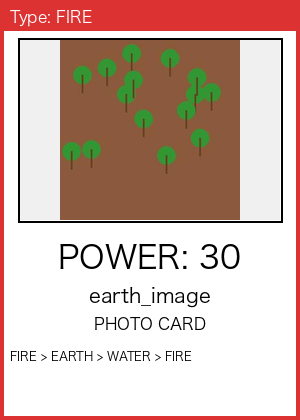 Type: FIRE
POWER: 30
earth_image
PHOTO CARD
FIRE > EARTH > WATER > FIRE